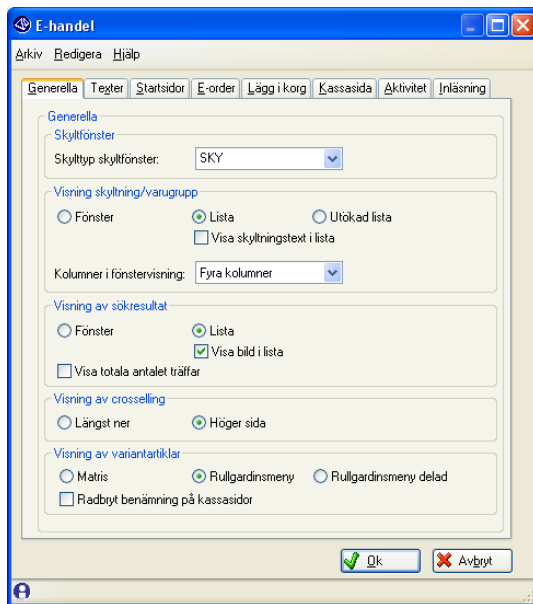 E-handel
Arkiv Redigera Hjälp
Generella Texter Startsidor E-order Lägg i korg Kassasida Aktivitet Inläsning
Generella
Skyltfönster
Skylttyp skyltfönster: SKY
Visning skyltning/varugrupp
Fönster Lista Utökad lista
Visa skyltningstext i lista
Kolumner i fönstervisning: Fyra kolumner
Visning av sökresultat
Fönster Lista
Visa bild i lista
Visa totala antalet träffar
Visning av crosselling
Längst ner Höger sida
Visning av variantartiklar
Matris Rullgardinsmeny Rullgardinsmeny delad
Radbryt benämning på kassasidor
Ok Avbryt